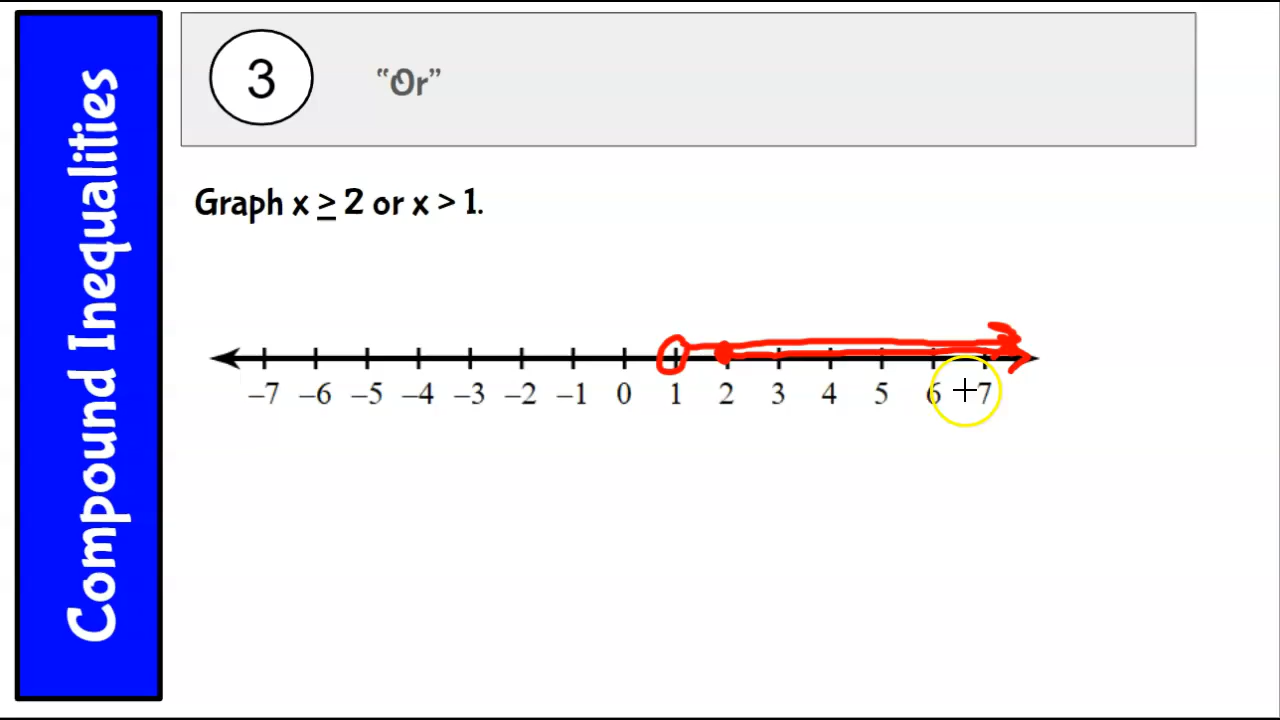 Compound Inequalities
3
“Or”
Graph x ≥ 2 or x > 1.
–7 –6 –5 –4 –3 –2 –1 0 1 2 3 4 5 6 7